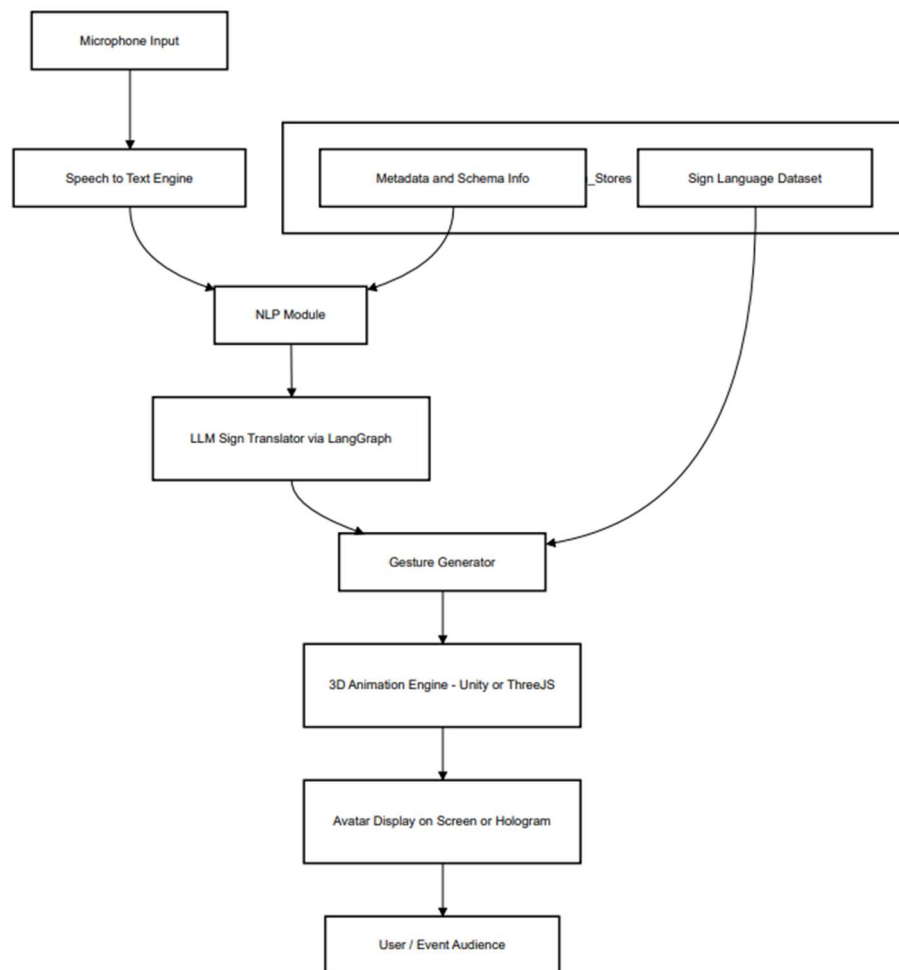 Microphone Input
Speech to Text Engine
Metadata and Schema Info
_Stores
Sign Language Dataset
NLP Module
LLM Sign Translator via LangGraph
Gesture Generator
3D Animation Engine - Unity or ThreeJS
Avatar Display on Screen or Hologram
User / Event Audience